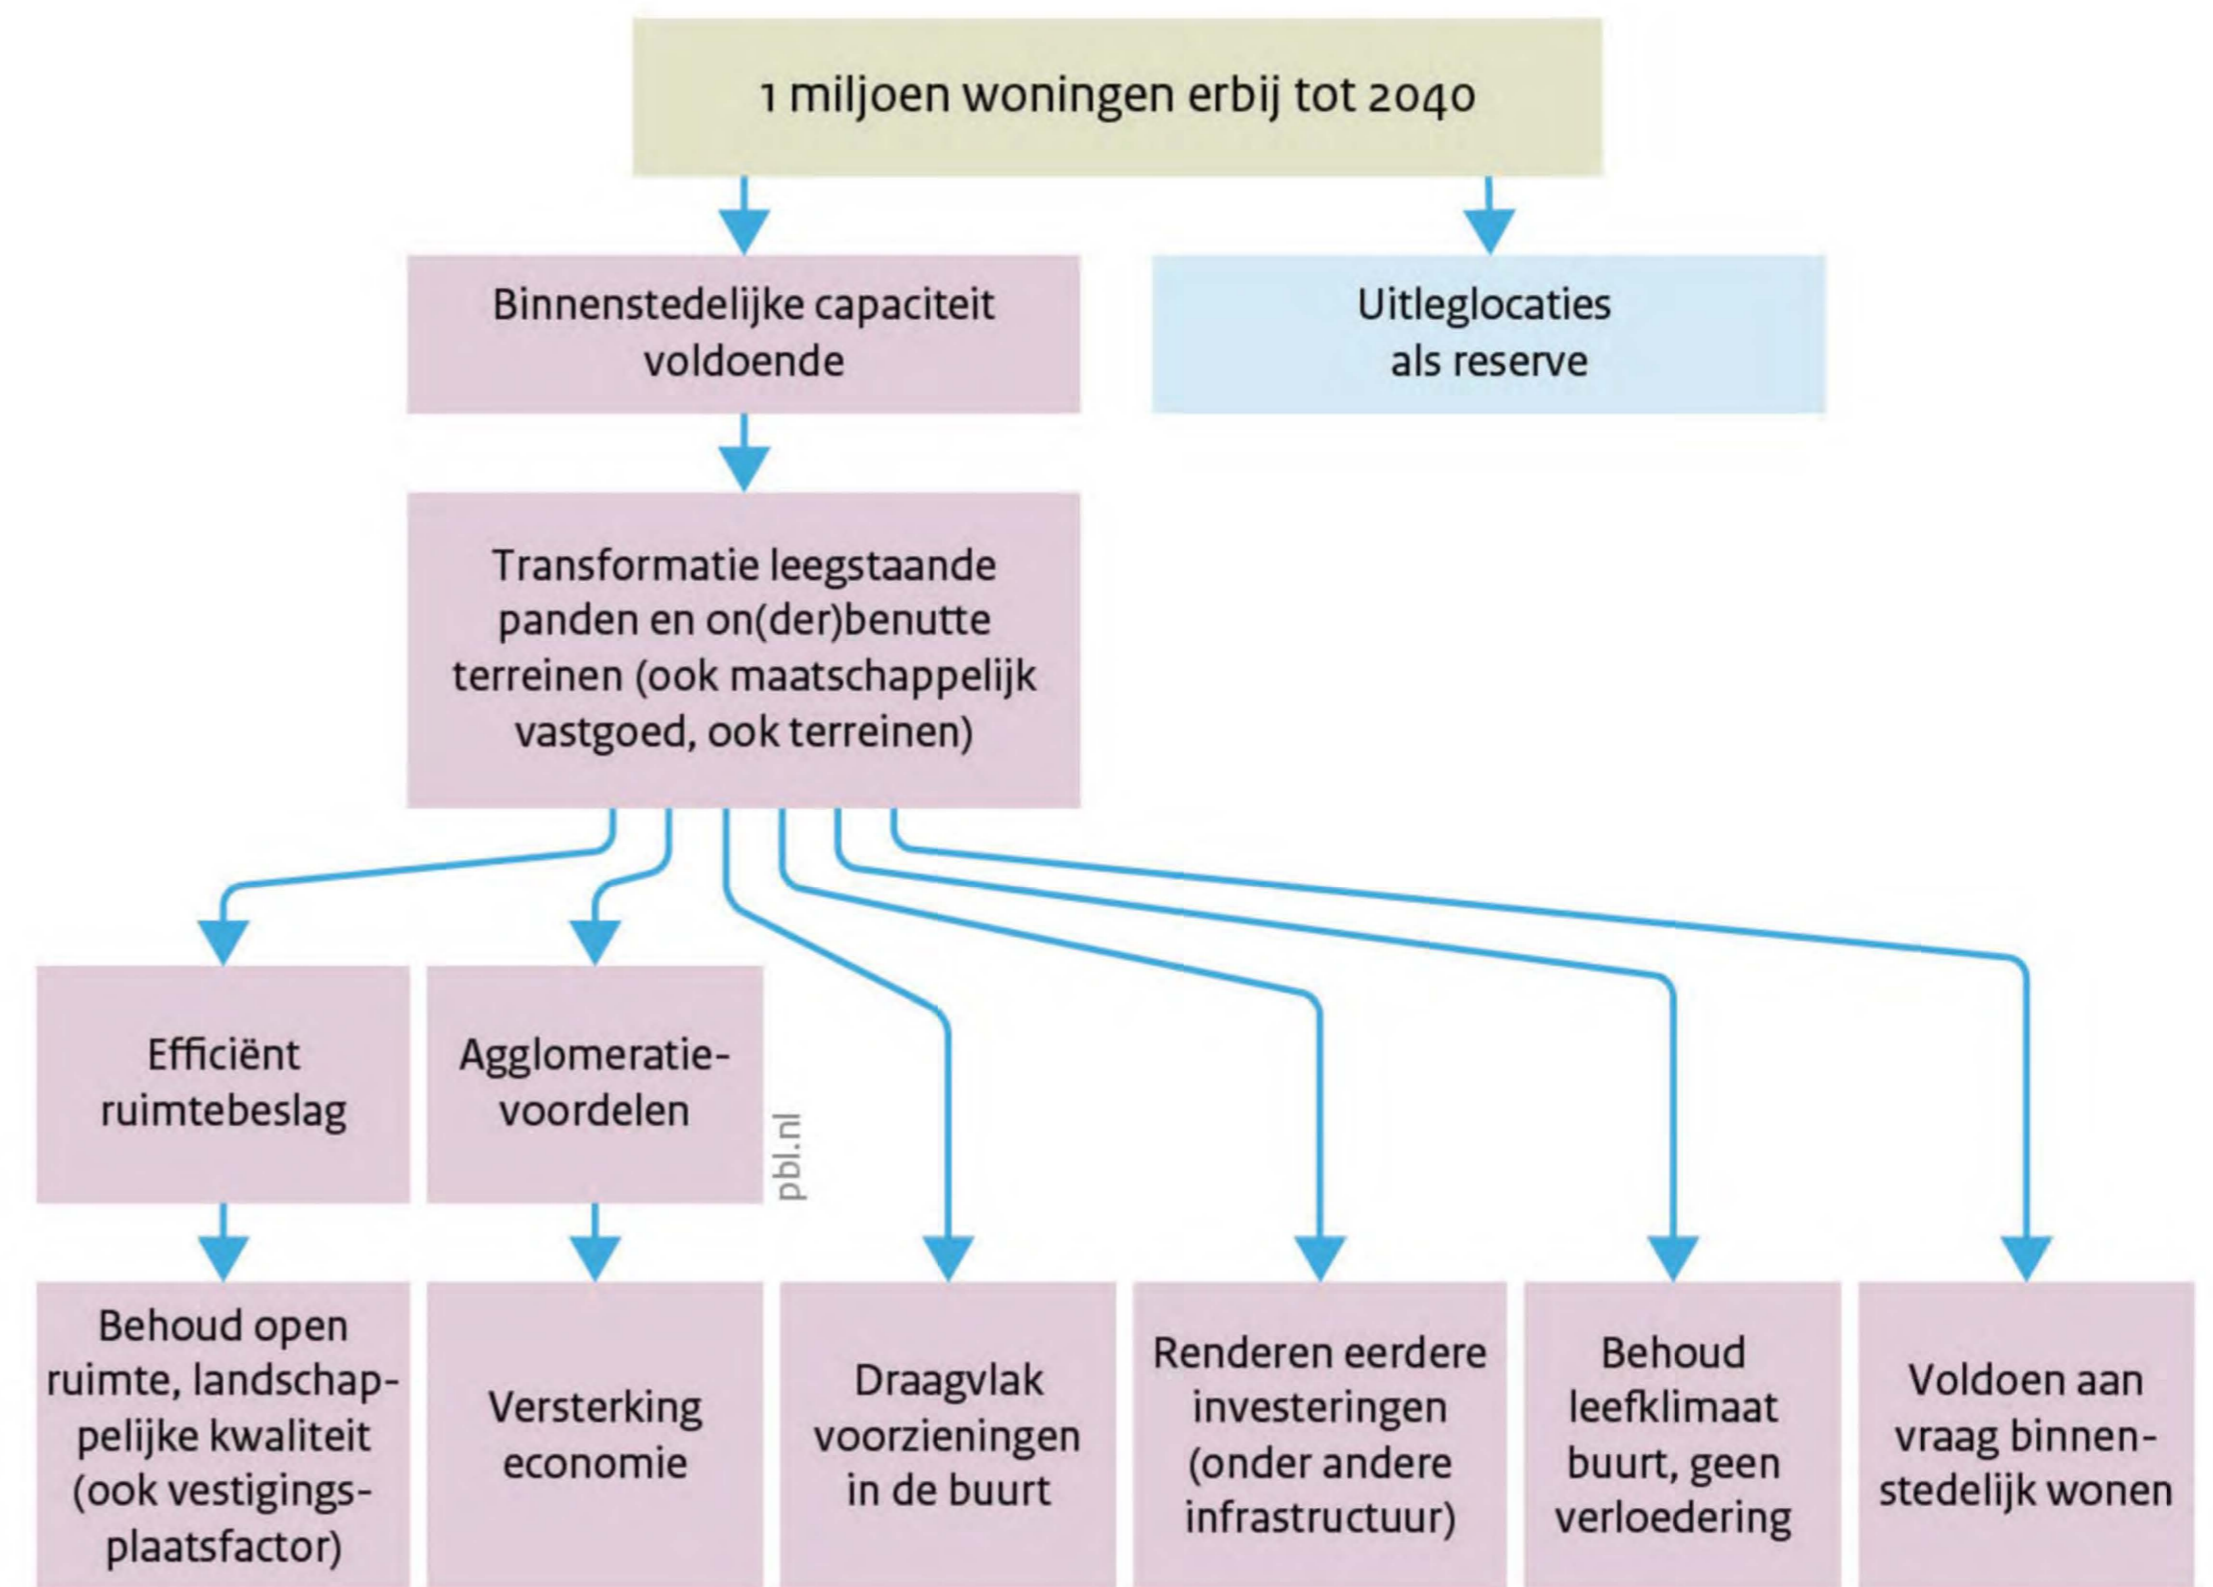 1 miljoen woningen erbij tot 2040
Binnenstedelijke capaciteit
voldoende
Uitleglocaties
als reserve
Transformatie leegstaande
panden en on(der)benutte
terreinen (ook maatschappelijk
vastgoed, ook terreinen)
Efficiënt
ruimtebeslag
Agglomeratie-
voordelen
pbl.nl
Behoud open
ruimte, landschap-
pelijke kwaliteit
(ook vestigings-
plaatsfactor)
Versterking
economie
Draagvlak
voorzieningen
in de buurt
Renderen eerdere
investeringen
(onder andere
infrastructuur)
Behoud
leefklimaat
buurt, geen
verloedering
Voldoen aan
vraag binnen-
stedelijk wonen